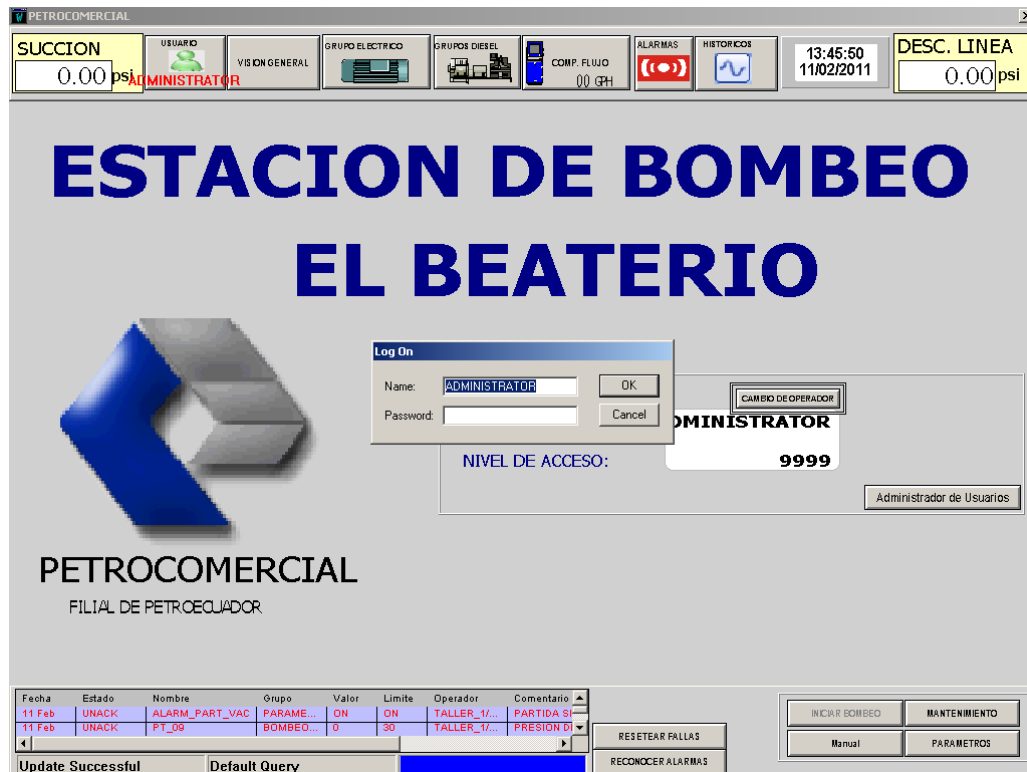 PETROCOMERCIAL
SUCCION
0.00 psi
USUARIO
ADMINISTRATOR
VISION GENERAL
GRUPO ELECTRICO
GRUPOS DIESEL
COMP. FLUJO
00 GPH
ALARMAS
HISTORICOS
13:45:50
11/02/2011
DESC. LINEA
0.00 psi
ESTACION DE BOMBEO
EL BEATERIO
Log On
Name: ADMINISTRATOR OK
Password: Cancel
CAMBIO DE OPERADOR
DMINISTRATOR
NIVEL DE ACCESO: 9999
Administrador de Usuarios
PETROCOMERCIAL
FILIAL DE PETROECUADOR
Fecha Estado Nombre Grupo Valor Limite Operador Comentario
11 Feb UNACK ALARM_PART_VAC PARAME... ON ON TALLER_1/... PARTIDA SI
11 Feb UNACK PT_09 BOMBEO... 0 30 TALLER_1/... PRESION DI
Update Successful Default Query
RESETEAR FALLAS
RECONOCER ALARMAS
INICIAR BOMBEO
MANTENIMIENTO
Manual
PARAMETROS